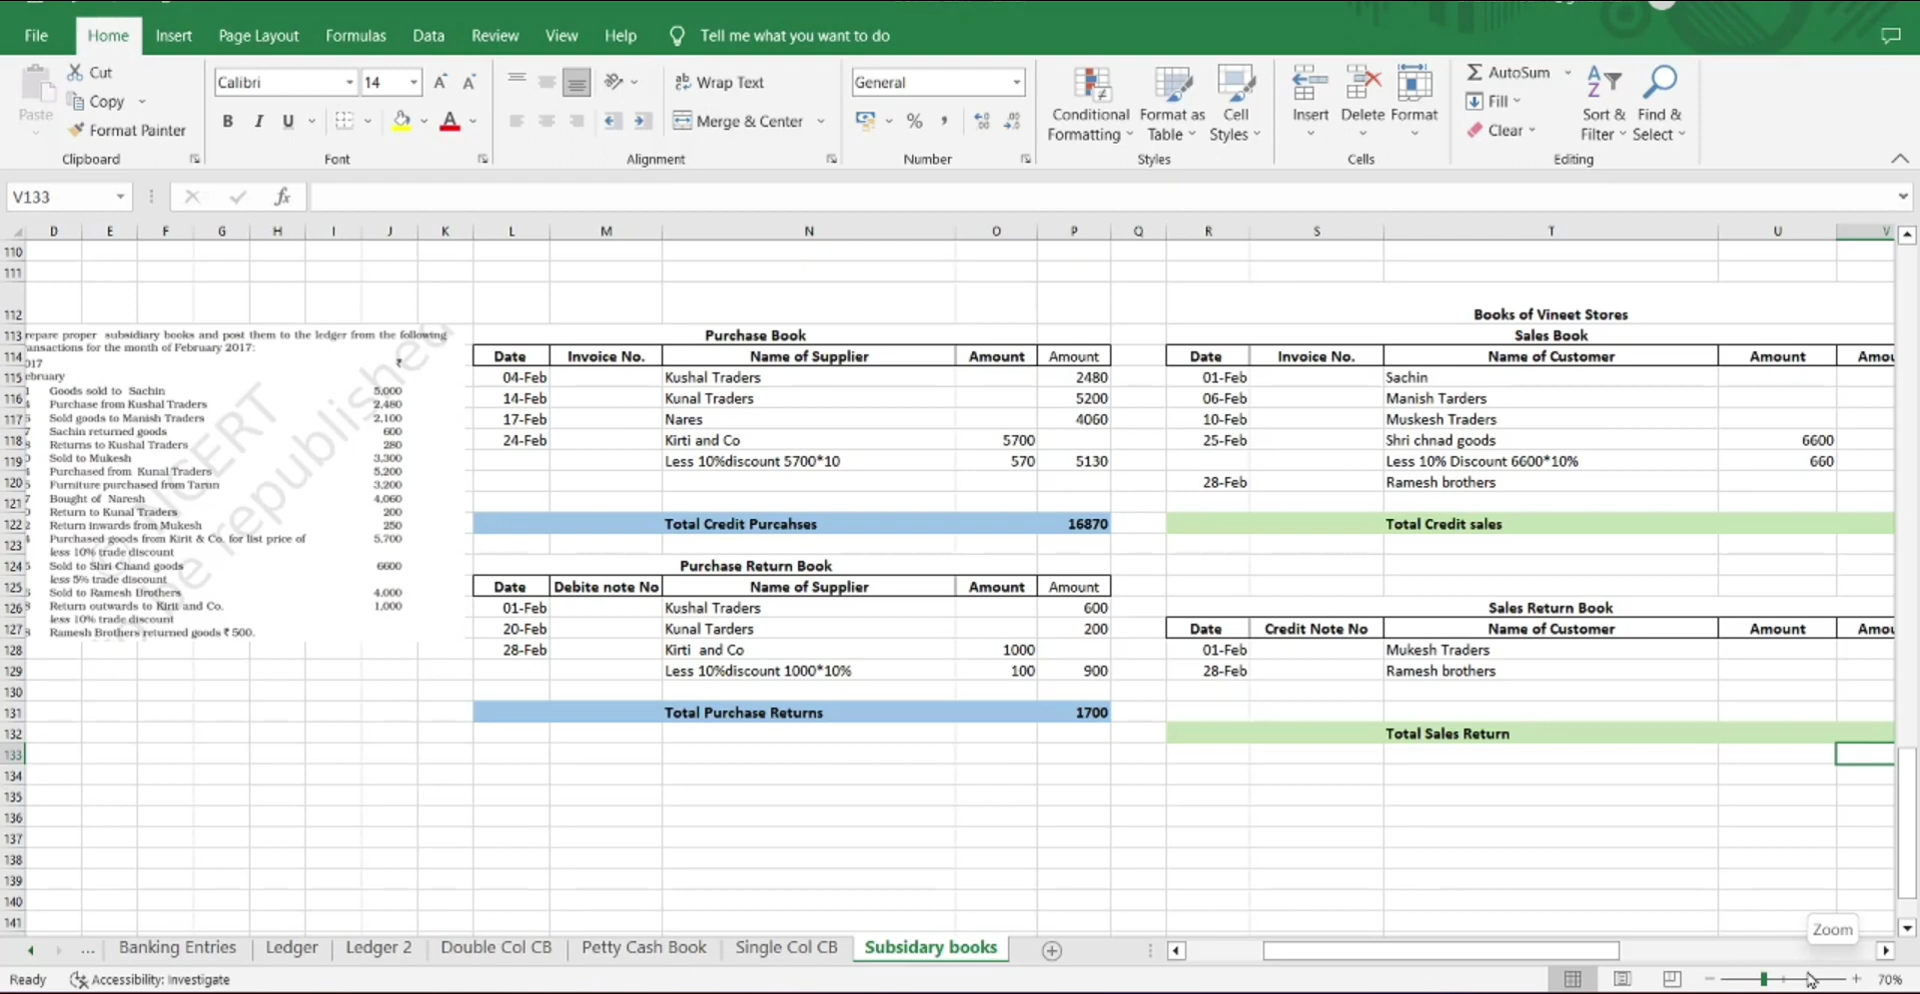 File Home Insert Page Layout Formulas Data Review View Help Tell me what you want to do
Cut
Copy
Format Painter
Paste
Clipboard
Calibri 14
B I U
Font
Wrap Text
Merge & Center
Alignment
General
Number
Conditional Formatting
Format as Table
Cell Styles
Styles
Insert Delete Format
Cells
AutoSum
Fill
Clear
Sort & Filter
Find & Select
Editing
V133 fx
D E F G H I J K L M N O P Q R S T U V
110
111
112 Books of Vineet Stores
113 Purchase Book Sales Book
114 Date Invoice No. Name of Supplier Amount Amount Date Invoice No. Name of Customer Amount Amou
115 04-Feb Kushal Traders 2480 01-Feb Sachin
116 14-Feb Kunal Traders 5200 06-Feb Manish Tarders
117 17-Feb Nares 4060 10-Feb Muskesh Traders
118 24-Feb Kirti and Co 5700 25-Feb Shri chnad goods 6600
119 Less 10%discount 5700*10 570 5130 Less 10% Discount 6600*10% 660
120 28-Feb Ramesh brothers
121
122 Total Credit Purcahses 16870 Total Credit sales
123
124 Purchase Return Book
125 Date Debite note No Name of Supplier Amount Amount
126 01-Feb Kushal Traders 600 Sales Return Book
127 20-Feb Kunal Tarders 200 Date Credit Note No Name of Customer Amount Amou
128 28-Feb Kirti and Co 1000 01-Feb Mukesh Traders
129 Less 10%discount 1000*10% 100 900 28-Feb Ramesh brothers
130
131 Total Purchase Returns 1700
132 Total Sales Return
133
134
135
136
137
138
139
140
141
repare proper subsidiary books and post them to the ledger from the following
ansactions for the month of February 2017:
017 ₹
ebruary
1 Goods sold to Sachin 5,000
4 Purchase from Kushal Traders 2,480
Sold goods to Manish Traders 2,100
7 Sachin returned goods 600
8 Returns to Kushal Traders 280
Sold to Mukesh 3,300
4 Purchased from Kunal Traders 5,200
Furniture purchased from Tarun 3,200
7 Bought of Naresh 4,060
Return to Kunal Traders 200
2 Return inwards from Mukesh 250
4 Purchased goods from Kirit & Co. for list price of 5,700
less 10% trade discount
Sold to Shri Chand goods 6600
less 5% trade discount
Sold to Ramesh Brothers 4,000
8 Return outwards to Kirit and Co. 1,000
less 10% trade discount
8 Ramesh Brothers returned goods ₹ 500.
NCERT
be republished
... Banking Entries Ledger Ledger 2 Double Col CB Petty Cash Book Single Col CB Subsidary books
Zoom
Ready Accessibility: Investigate 70%